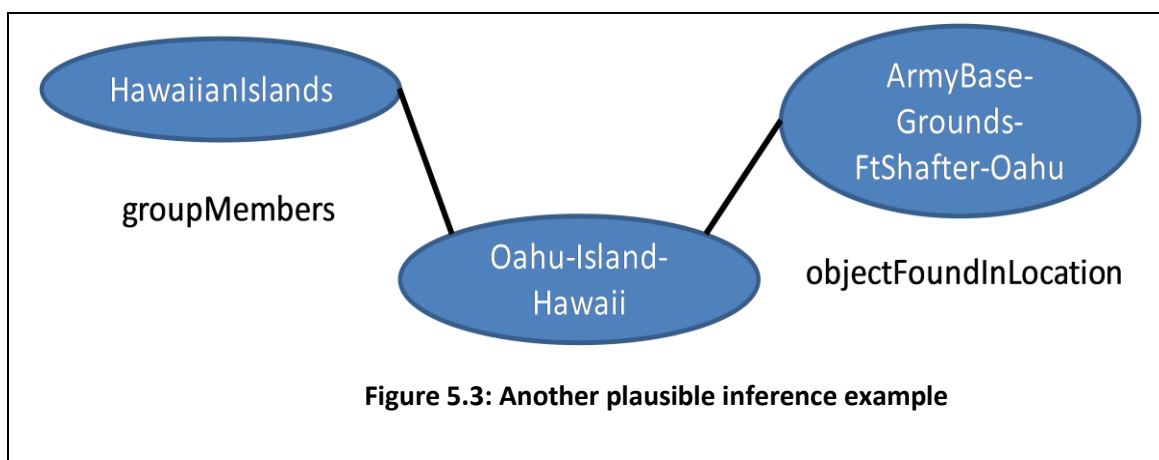 HawaiianIslands
ArmyBase-
Grounds-
FtShafter-Oahu
groupMembers
Oahu-Island-
Hawaii
objectFoundInLocation
Figure 5.3: Another plausible inference example